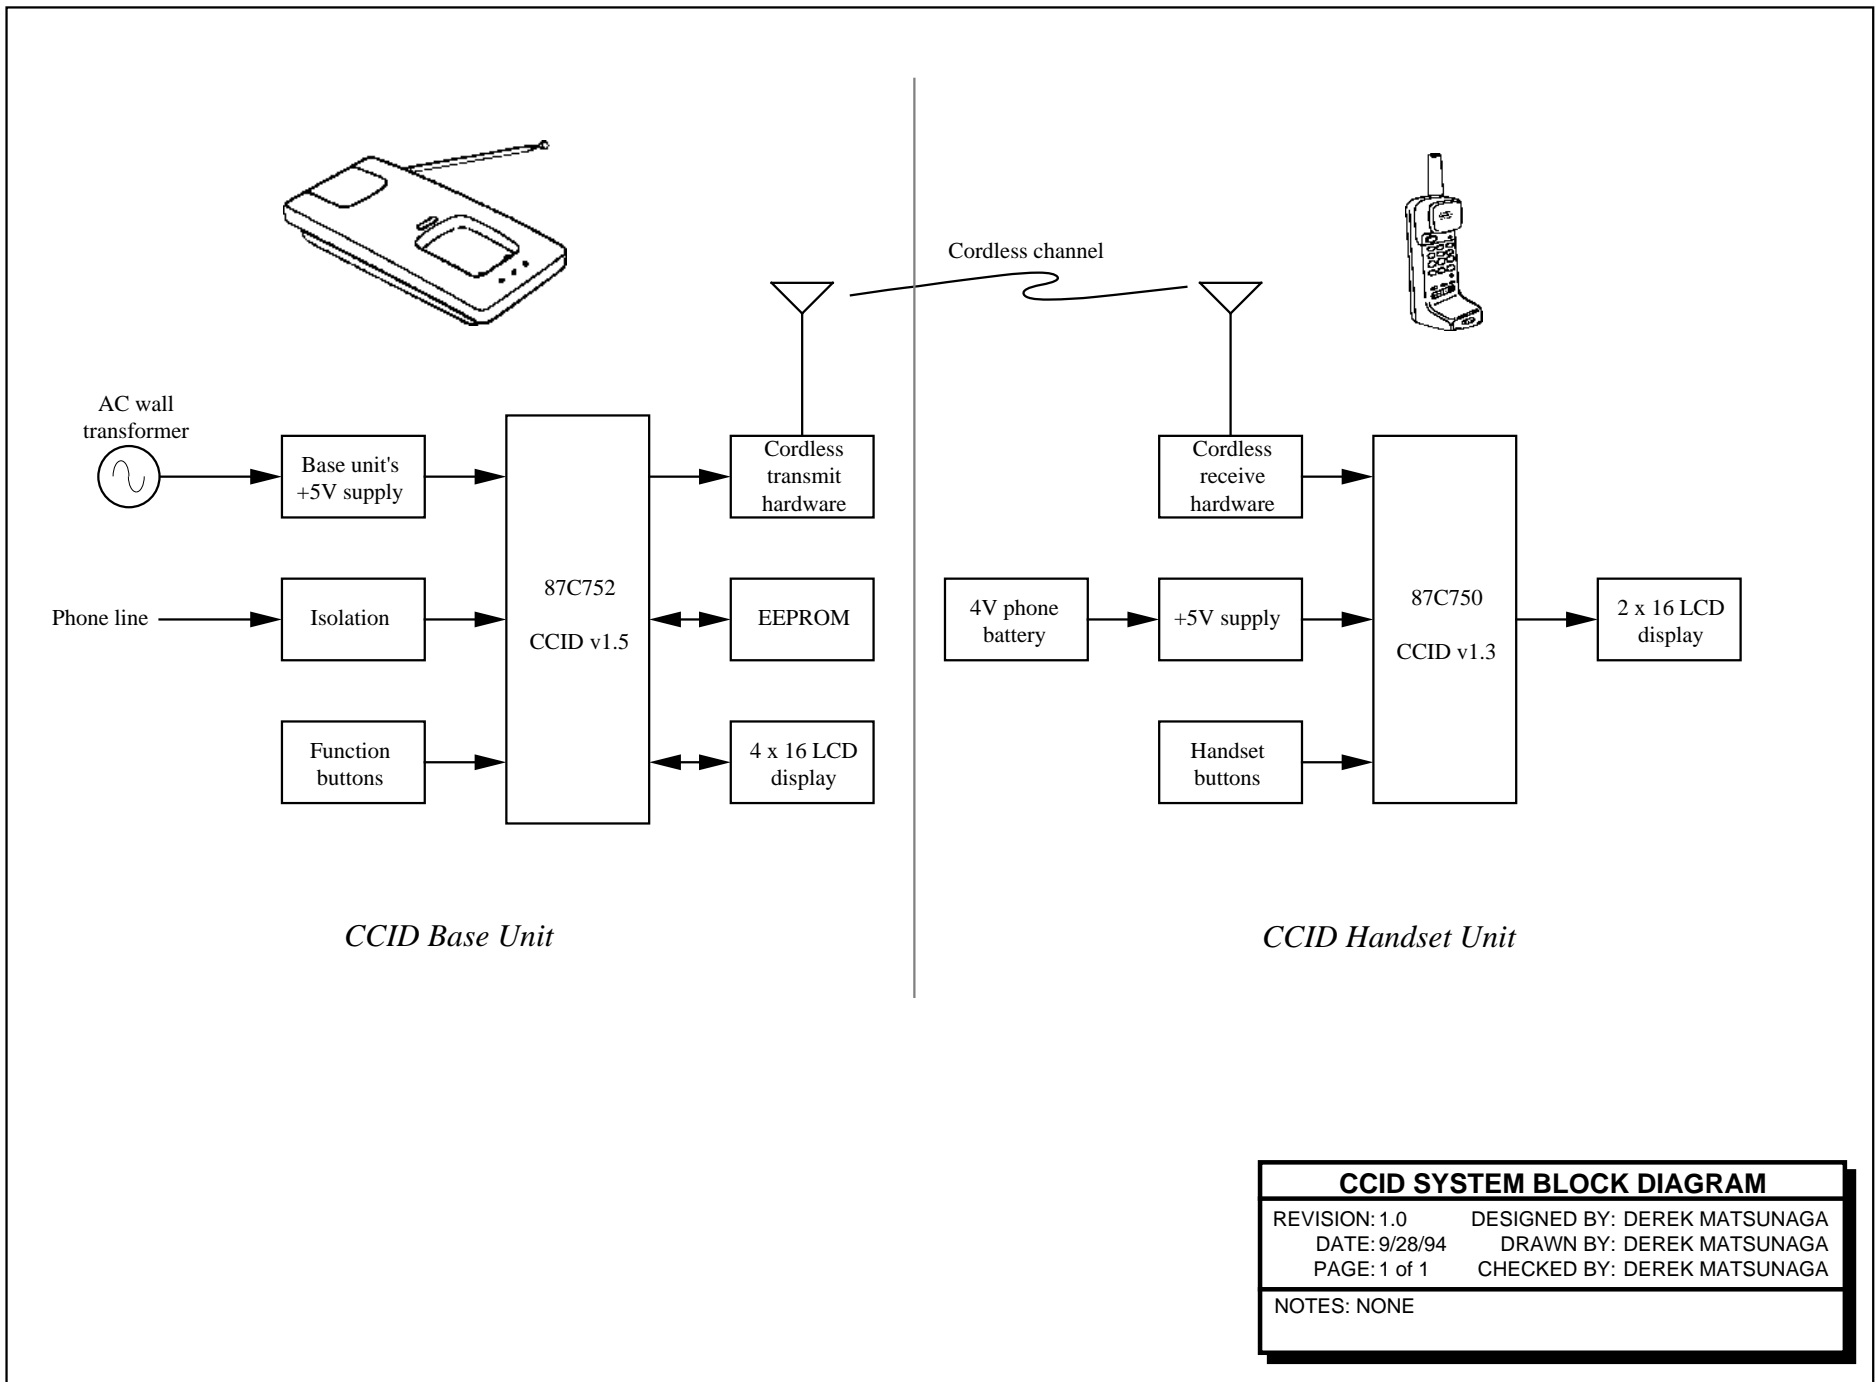 Cordless channel
AC wall
transformer
Base unit's
+5V supply
Cordless
transmit
hardware
Phone line
Isolation
87C752
CCID v1.5
EEPROM
Function
buttons
4 x 16 LCD
display
Cordless
receive
hardware
4V phone
battery
+5V supply
87C750
CCID v1.3
2 x 16 LCD
display
Handset
buttons
CCID Base Unit
CCID Handset Unit
CCID SYSTEM BLOCK DIAGRAM
REVISION: 1.0 DESIGNED BY: DEREK MATSUNAGA
DATE: 9/28/94 DRAWN BY: DEREK MATSUNAGA
PAGE: 1 of 1 CHECKED BY: DEREK MATSUNAGA
NOTES: NONE